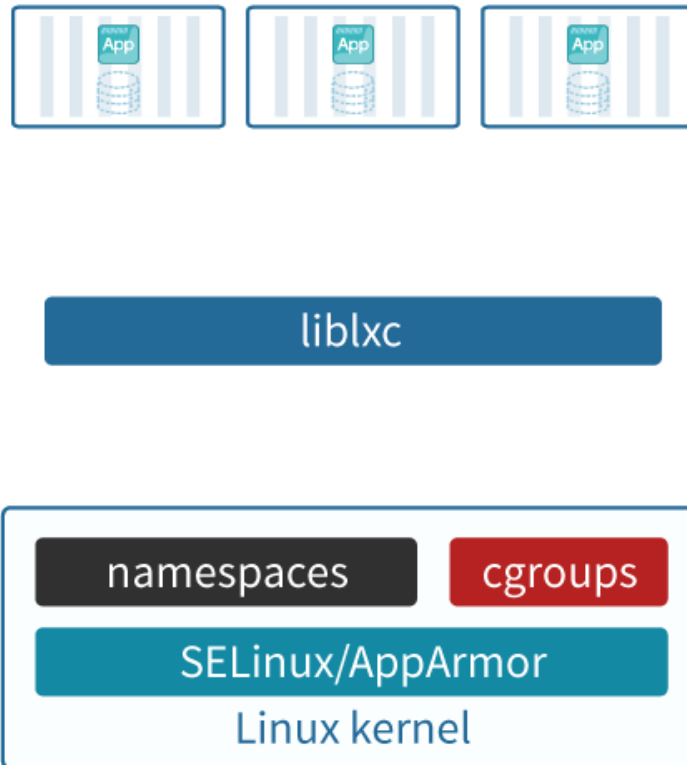 App App App
liblxc
namespaces cgroups
SELinux/AppArmor
Linux kernel